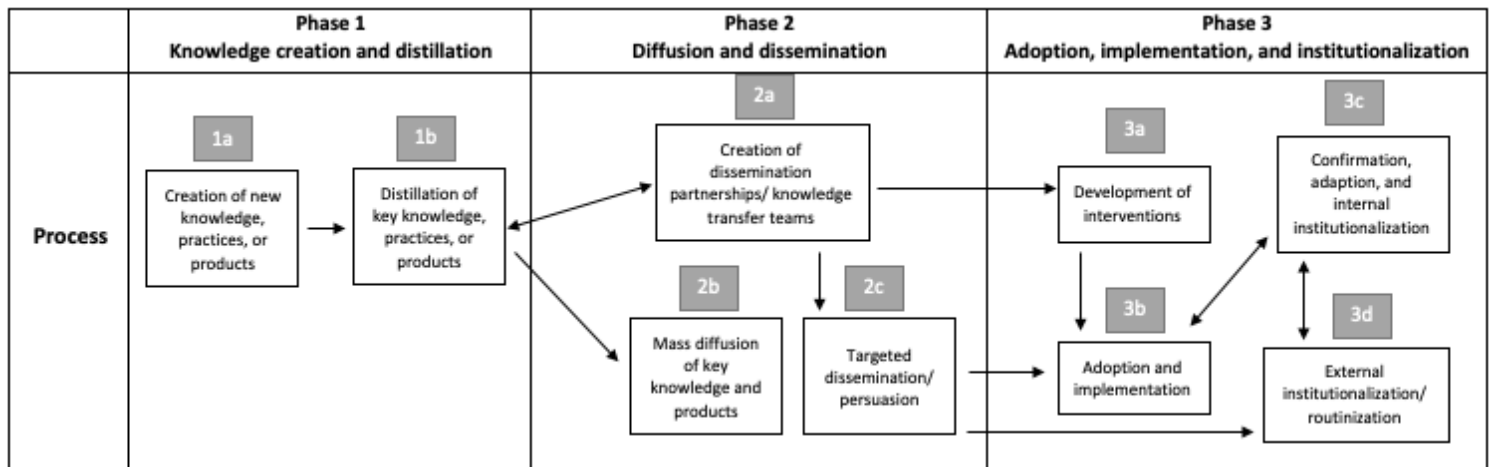 Phase 1
Knowledge creation and distillation
Phase 2
Diffusion and dissemination
Phase 3
Adoption, implementation, and institutionalization
Process
1a
Creation of new
knowledge,
practices, or
products
1b
Distillation of
key knowledge,
practices, or
products
2a
Creation of
dissemination
partnerships/ knowledge
transfer teams
2b
Mass diffusion
of key
knowledge and
products
2c
Targeted
dissemination/
persuasion
3a
Development of
interventions
3b
Adoption and
implementation
3c
Confirmation,
adaption, and
internal
institutionalization
3d
External
institutionalization/
routinization